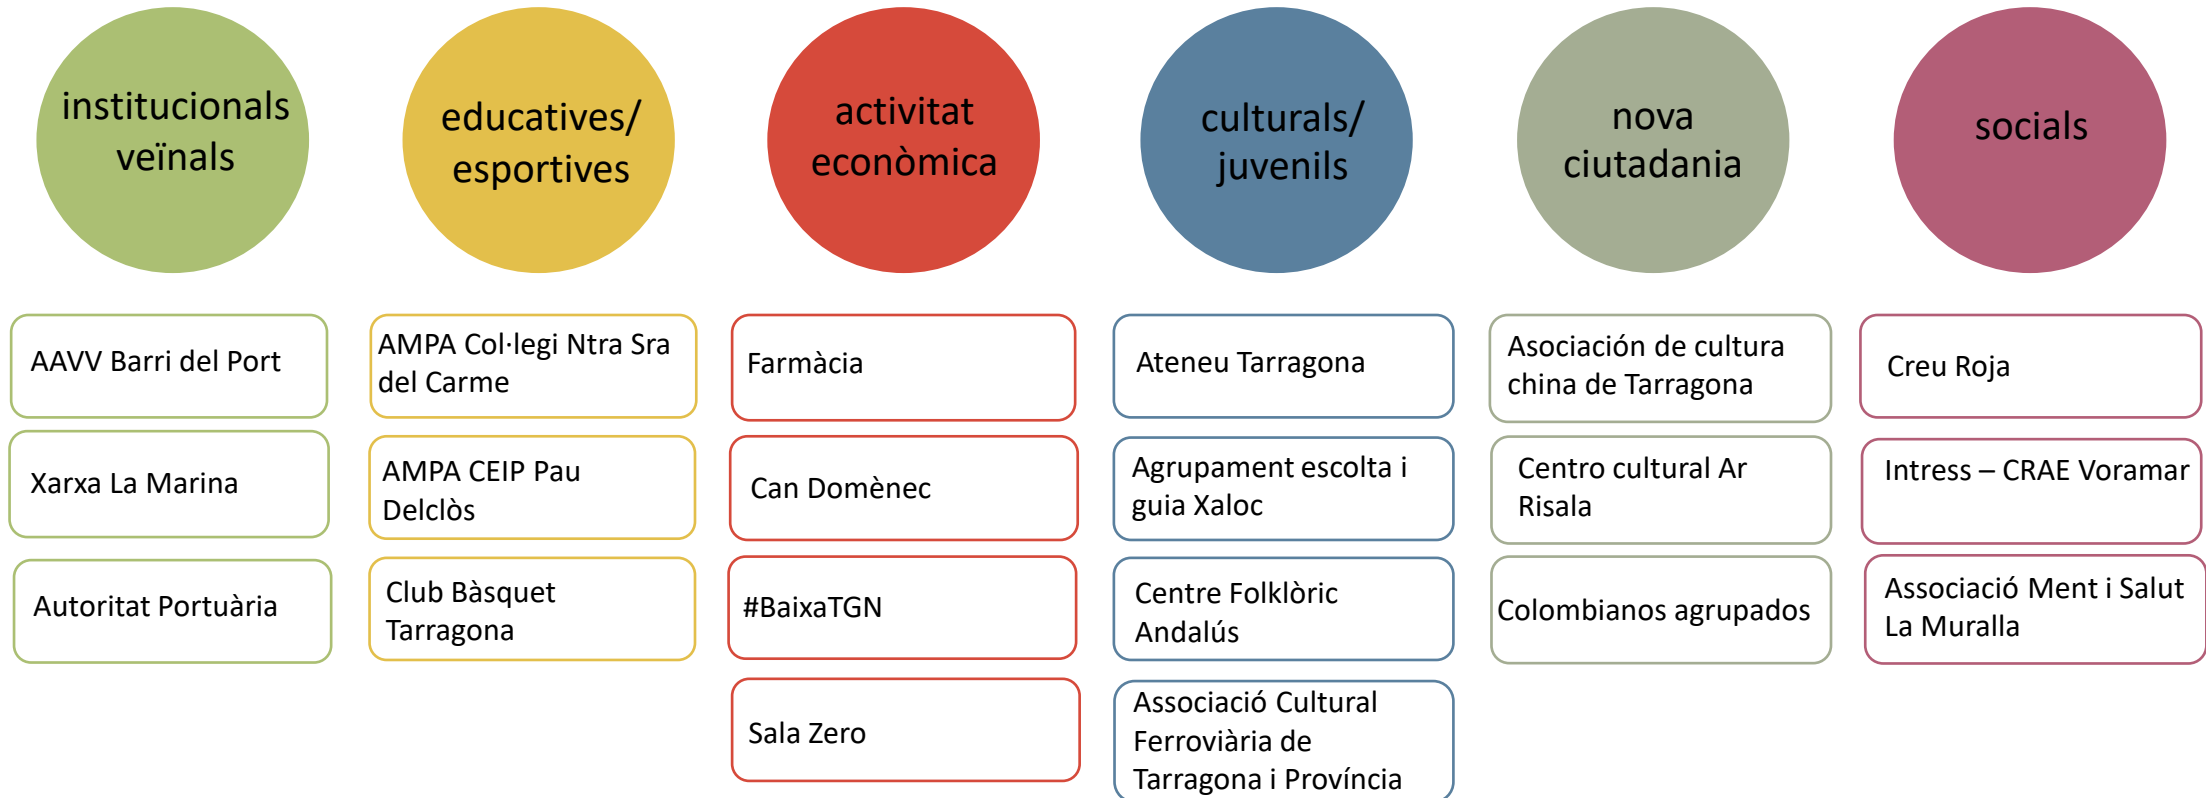 institucionals
veïnals
educatives/
esportives
activitat
econòmica
culturals/
juvenils
nova
ciutadania
socials
AAVV Barri del Port
Xarxa La Marina
Autoritat Portuària
AMPA Col·legi Ntra Sra
del Carme
AMPA CEIP Pau
Delclòs
Club Bàsquet
Tarragona
Farmàcia
Can Domènec
#BaixaTGN
Sala Zero
Ateneu Tarragona
Agrupament escolta i
guia Xaloc
Centre Folklòric
Andalús
Associació Cultural
Ferroviària de
Tarragona i Província
Asociación de cultura
china de Tarragona
Centro cultural Ar
Risala
Colombianos agrupados
Creu Roja
Intress – CRAE Voramar
Associació Ment i Salut
La Muralla